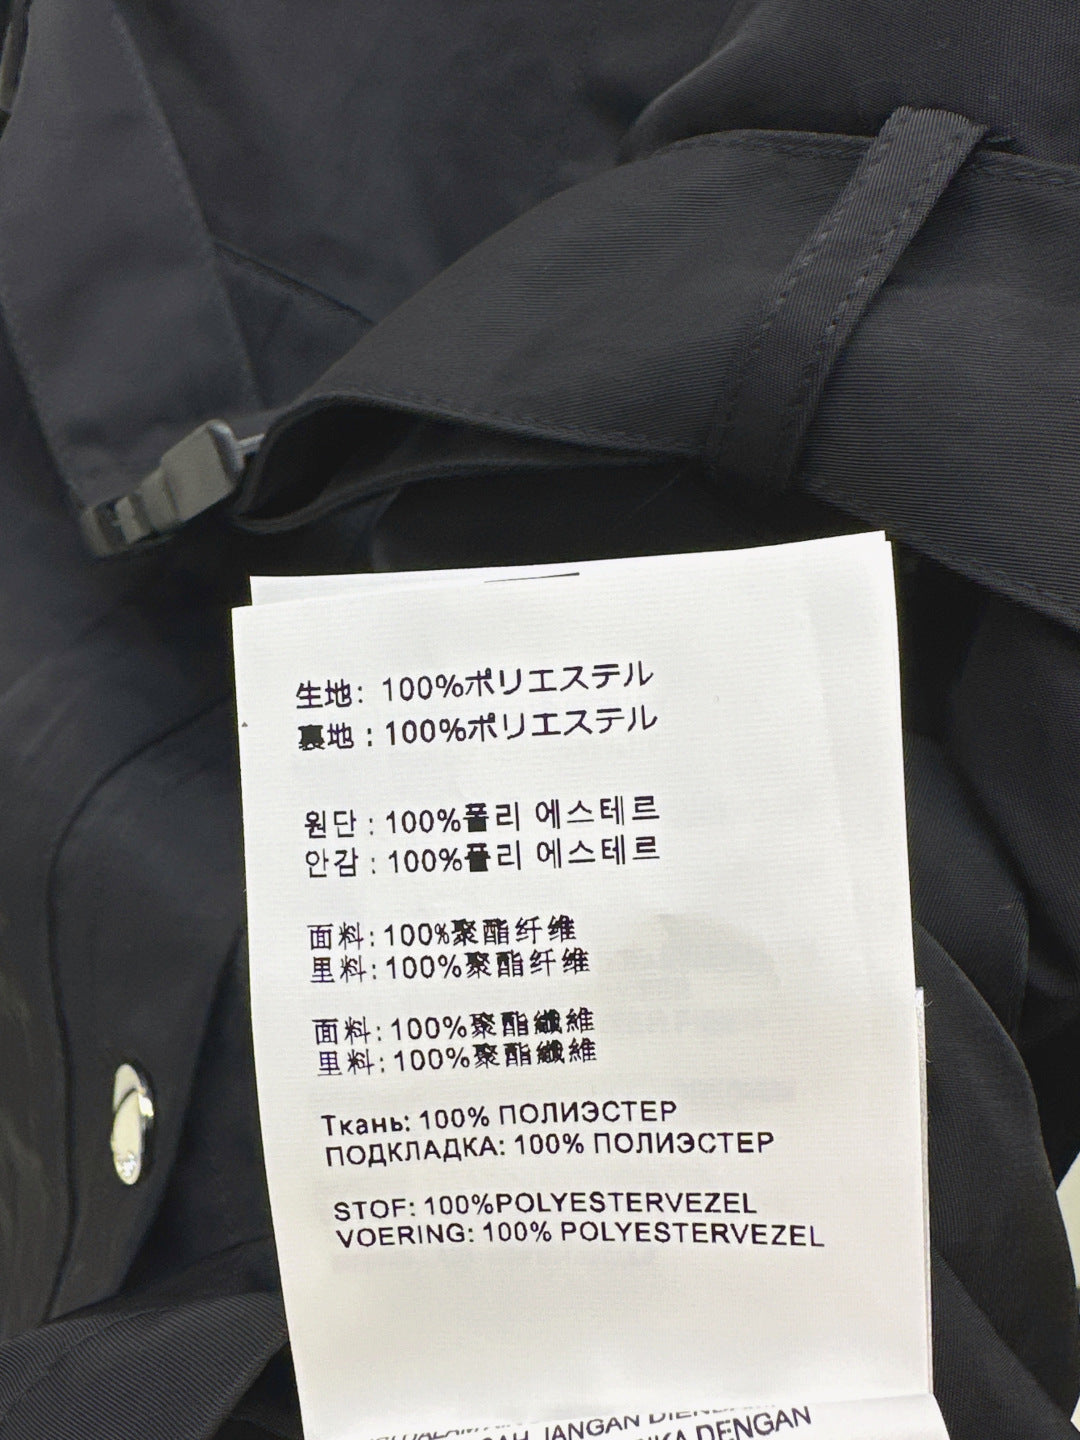 生地: 100%ポリエステル
裏地 : 100%ポリエステル
원단 : 100%폴리 에스테르
안감 : 100%폴리 에스테르
面料: 100%聚酯纤维
里料: 100%聚酯纤维
面料: 100%聚酯纖維
里料: 100%聚酯纖維
Ткань: 100% ПОЛИЭСТЕР
ПОДКЛАДКА: 100% ПОЛИЭСТЕР
STOF: 100%POLYESTERVEZEL
VOERING: 100% POLYESTERVEZEL
JANGAN
DENGAN